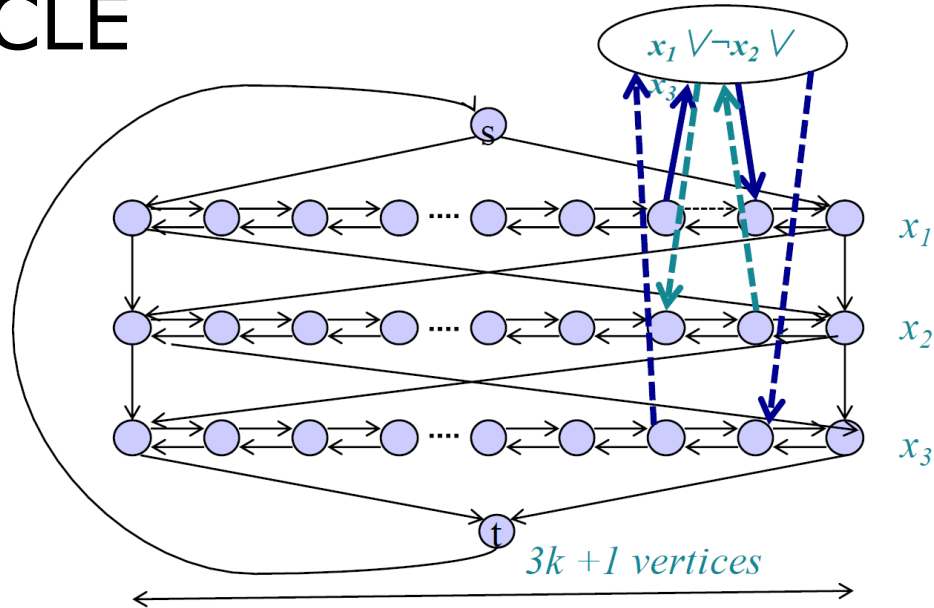 CLE
x₁ ∨ ¬x₂ ∨
x₃
s
x₁
x₂
x₃
t
3k +1 vertices